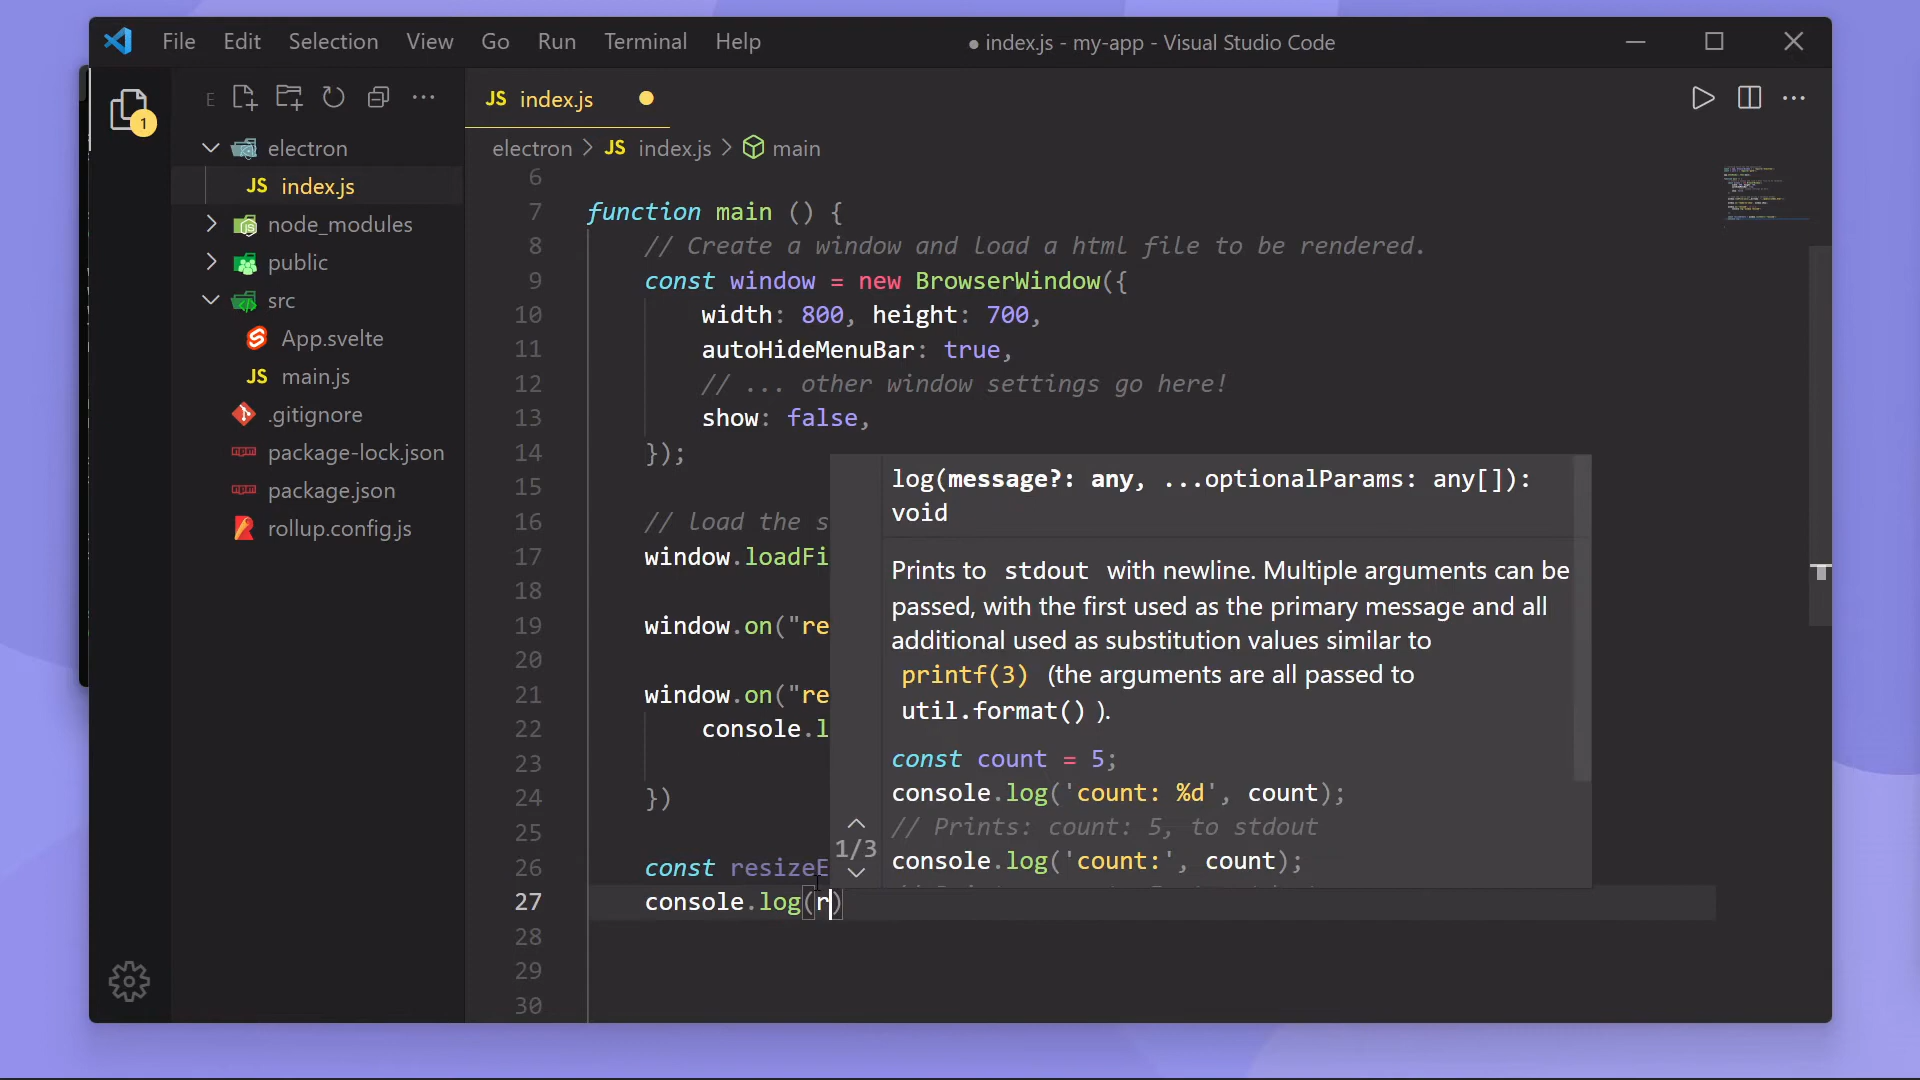 File Edit Selection View Go Run Terminal Help
● index.js - my-app - Visual Studio Code
1
E
electron
JS index.js
node_modules
public
src
App.svelte
JS main.js
.gitignore
package-lock.json
package.json
rollup.config.js
JS index.js
electron > JS index.js > main
6
7 function main () {
8 // Create a window and load a html file to be rendered.
9 const window = new BrowserWindow({
10 width: 800, height: 700,
11 autoHideMenuBar: true,
12 // ... other window settings go here!
13 show: false,
14 });
15
16 // load the s
17 window.loadFi
18
19 window.on("re
20
21 window.on("re
22 console.l
23
24 })
25
26 const resizeE
27 console.log(r)
28
29
30
log(message?: any, ...optionalParams: any[]):
void
Prints to stdout with newline. Multiple arguments can be
passed, with the first used as the primary message and all
additional used as substitution values similar to
printf(3) (the arguments are all passed to
util.format() ).
const count = 5;
console.log('count: %d', count);
// Prints: count: 5, to stdout
console.log('count:', count);
1/3